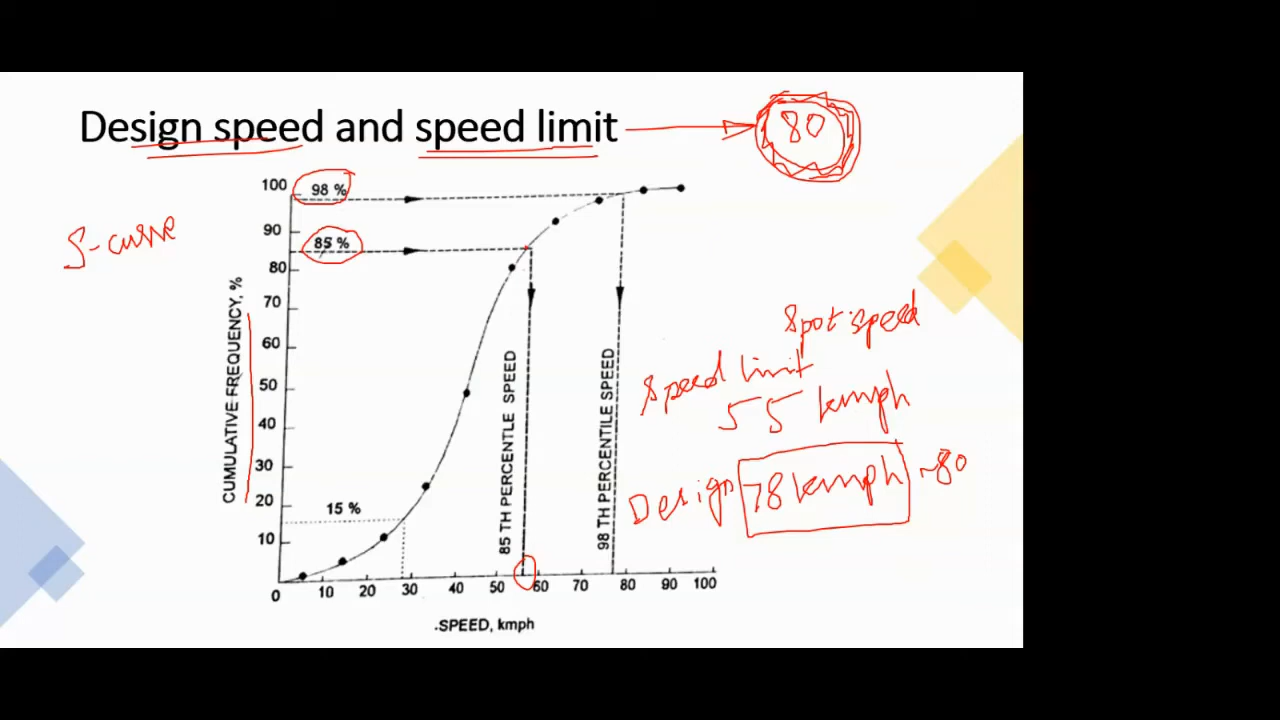 Design speed and speed limit
80
100
98 %
S-curve
90
85 %
80
70
60
50
40
30
20
10
CUMULATIVE FREQUENCY, %
15 %
85 TH PERCENTLE SPEED
98 TH PERCENTILE SPEED
Spot speed
Speed limit
55 kmph
Design 78 kmph ~80
0 10 20 30 40 50 60 70 80 90 100
.SPEED, kmph